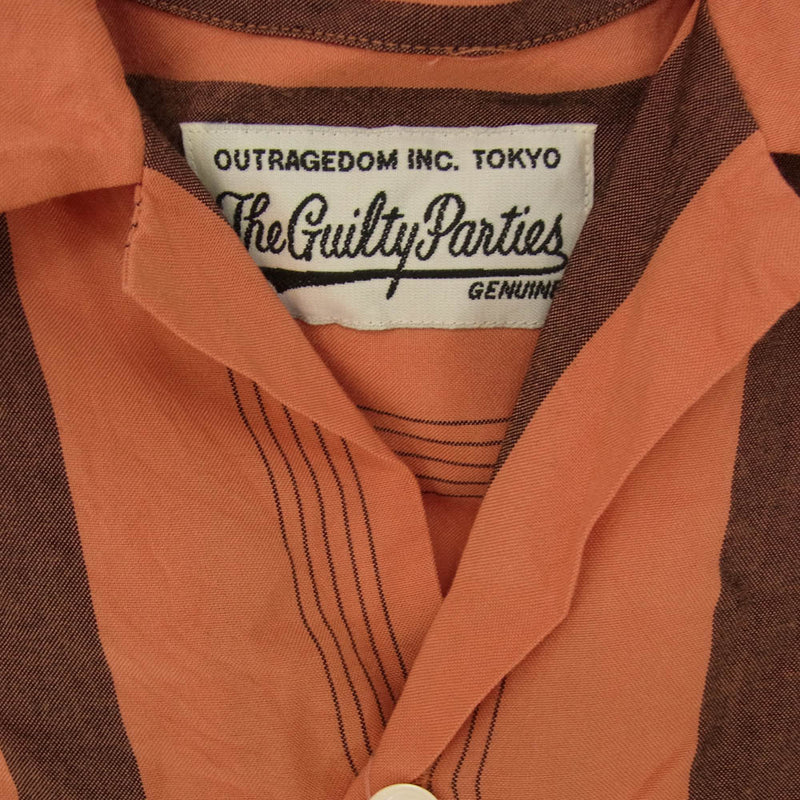 OUTRAGEDOM INC. TOKYO
The Guilty Parties
GENUINE